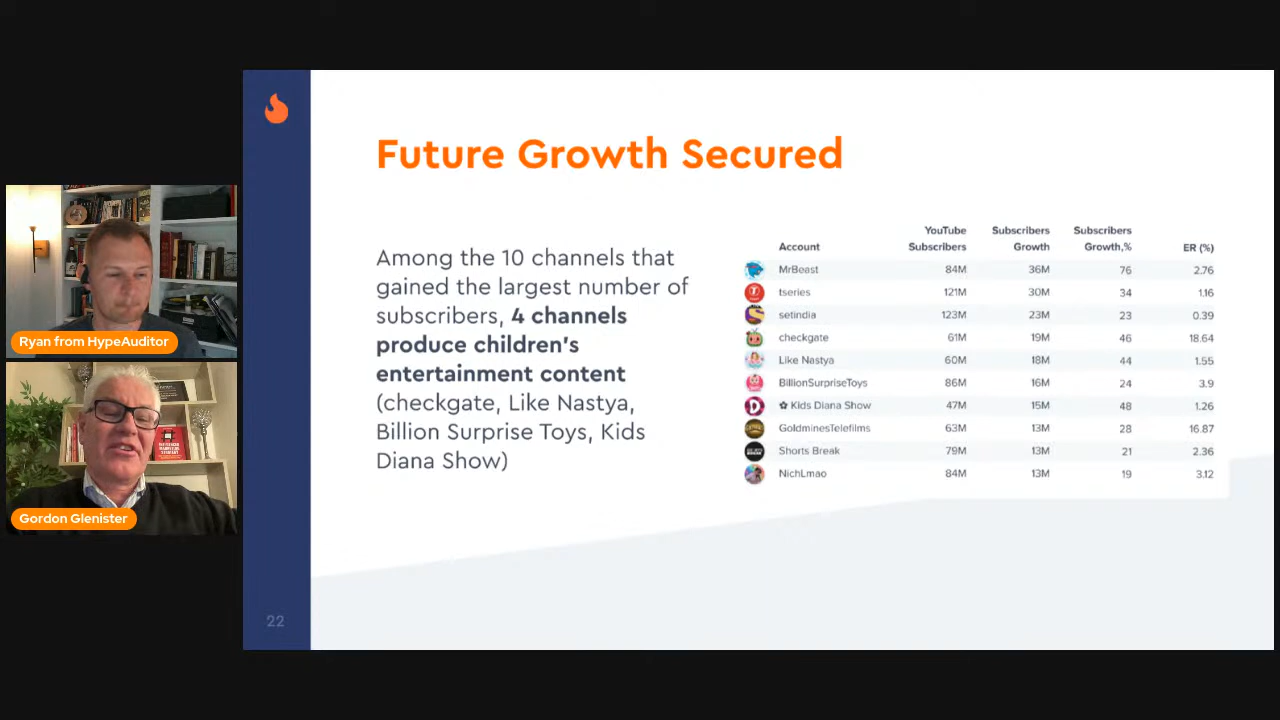 Future Growth Secured
Among the 10 channels that
gained the largest number of
subscribers, 4 channels
produce children's
entertainment content
(checkgate, Like Nastya,
Billion Surprise Toys, Kids
Diana Show)
Account YouTube Subscribers Subscribers Growth Subscribers Growth,% ER (%)
MrBeast 84M 36M 76 2.76
tseries 121M 30M 34 1.16
setindia 123M 23M 23 0.39
checkgate 61M 19M 46 18.64
Like Nastya 60M 18M 44 1.55
BillionSurpriseToys 86M 16M 24 3.9
✿ Kids Diana Show 47M 15M 48 1.26
GoldminesTelefilms 63M 13M 28 16.87
Shorts Break 79M 13M 21 2.36
NichLmao 84M 13M 19 3.12
Ryan from HypeAuditor
Gordon Glenister
22